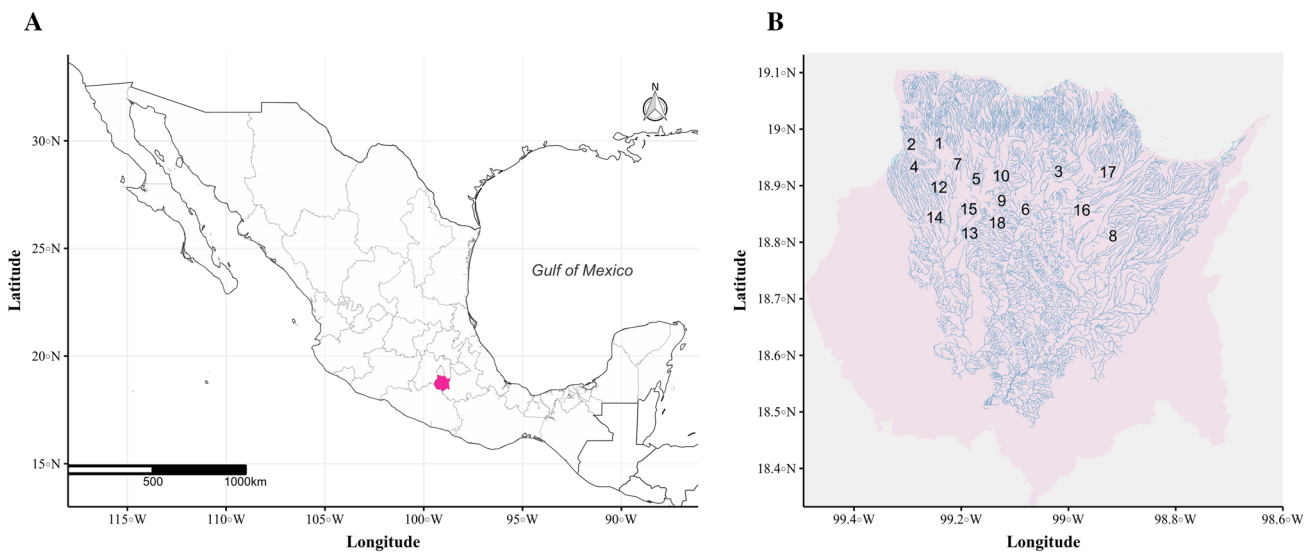 A
B
N
30°N
25°N
20°N
15°N
Latitude
Gulf of Mexico
500
1000km
115°W
110°W
105°W
100°W
95°W
90°W
Longitude
19.1°N
19°N
18.9°N
18.8°N
18.7°N
18.6°N
18.5°N
18.4°N
Latitude
2
1
4
7
5
10
3
17
12
9
14
15
6
16
18
13
8
99.4°W
99.2°W
99°W
98.8°W
98.6°W
Longitude